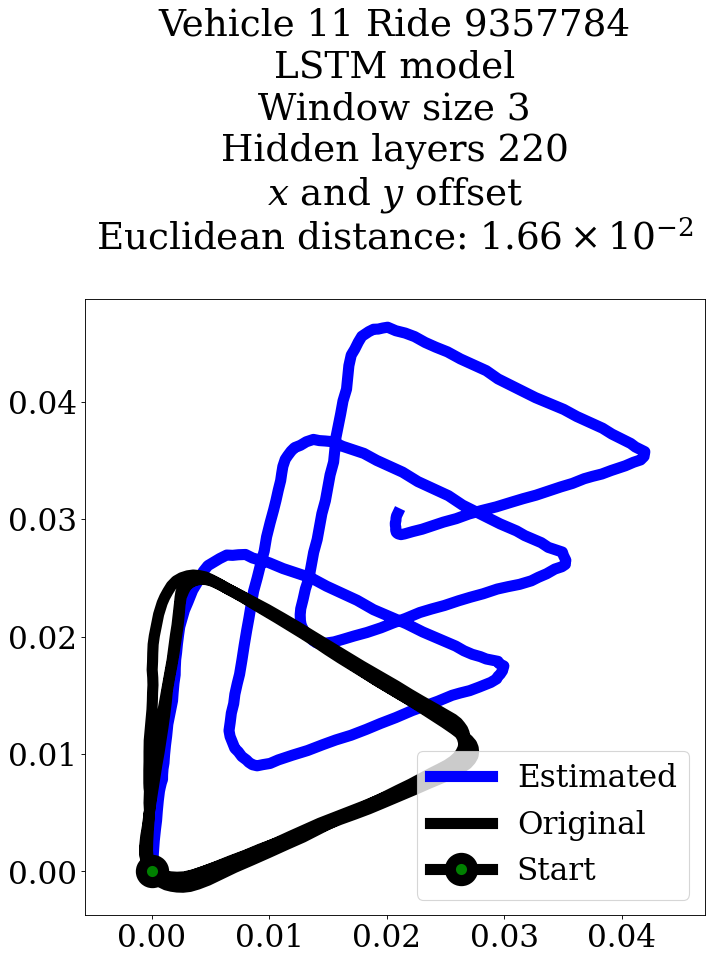 Vehicle 11 Ride 9357784
LSTM model
Window size 3
Hidden layers 220
x and y offset
Euclidean distance: 1.66 × 10⁻²
0.04
0.03
0.02
0.01
0.00
0.00 0.01 0.02 0.03 0.04
Estimated
Original
Start